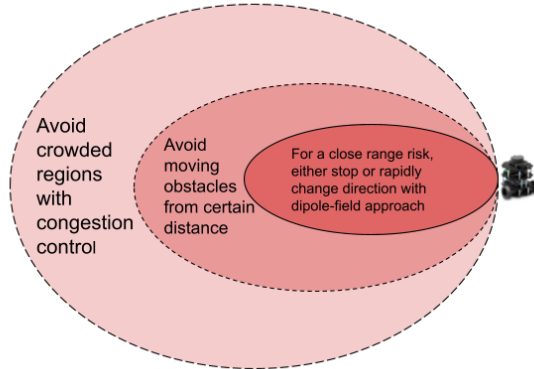 Avoid
crowded
regions
with
congestion
control
Avoid
moving
obstacles
from certain
distance
For a close range risk,
either stop or rapidly
change direction with
dipole-field approach